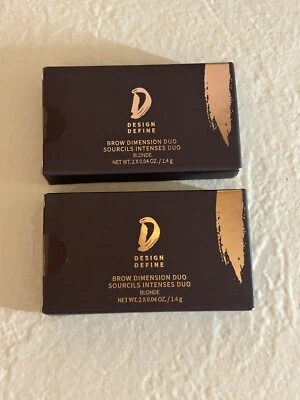 D
DESIGN
DEFINE
BROW DIMENSION DUO
SOURCILS INTENSES DUO
BLONDE
NET WT. 2 X 0.04 OZ. / 1.4 g
D
DESIGN
DEFINE
BROW DIMENSION DUO
SOURCILS INTENSES DUO
BLONDE
NET WT. 2 X 0.04 OZ. / 1.4 g